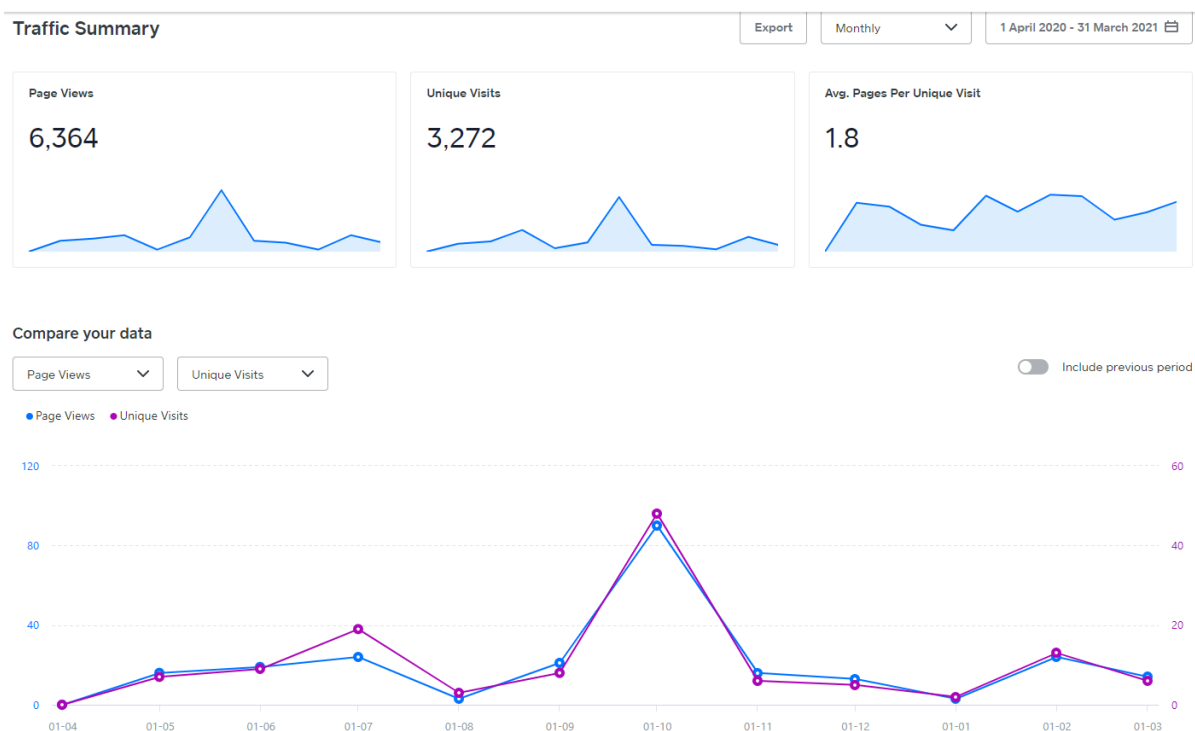 Traffic Summary
Export
Monthly
1 April 2020 - 31 March 2021
Page Views
6,364
Unique Visits
3,272
Avg. Pages Per Unique Visit
1.8
Compare your data
Page Views
Unique Visits
Include previous period
Page Views Unique Visits
120 60
80 40
40 20
0 0
01-04 01-05 01-06 01-07 01-08 01-09 01-10 01-11 01-12 01-01 01-02 01-03